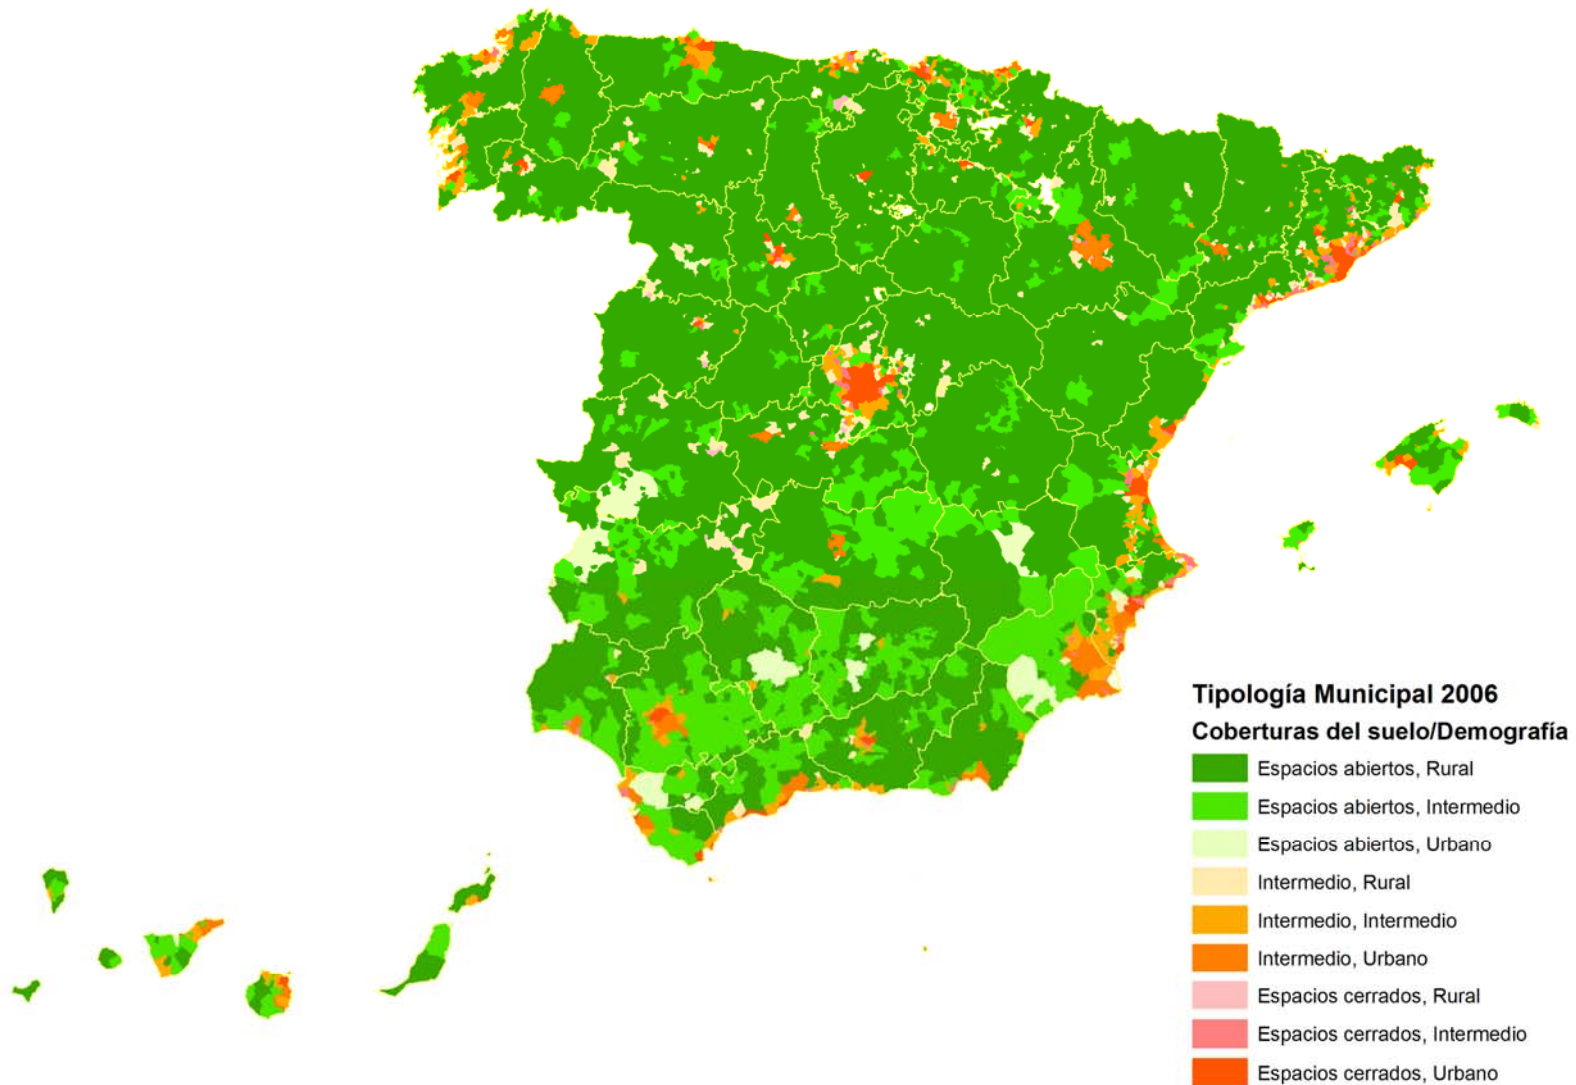 Tipología Municipal 2006
Coberturas del suelo/Demografía
Espacios abiertos, Rural
Espacios abiertos, Intermedio
Espacios abiertos, Urbano
Intermedio, Rural
Intermedio, Intermedio
Intermedio, Urbano
Espacios cerrados, Rural
Espacios cerrados, Intermedio
Espacios cerrados, Urbano